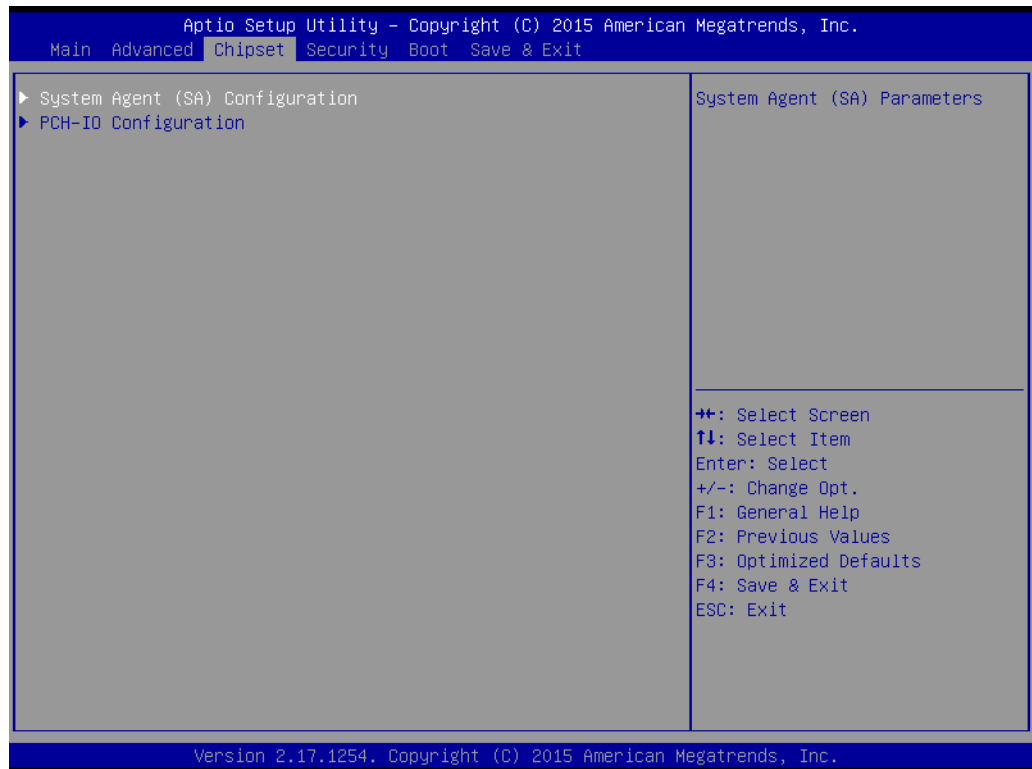 Aptio Setup Utility – Copyright (C) 2015 American Megatrends, Inc.
Main Advanced Chipset Security Boot Save & Exit
System Agent (SA) Configuration
PCH-IO Configuration
System Agent (SA) Parameters
→←: Select Screen
↑↓: Select Item
Enter: Select
+/-: Change Opt.
F1: General Help
F2: Previous Values
F3: Optimized Defaults
F4: Save & Exit
ESC: Exit
Version 2.17.1254. Copyright (C) 2015 American Megatrends, Inc.